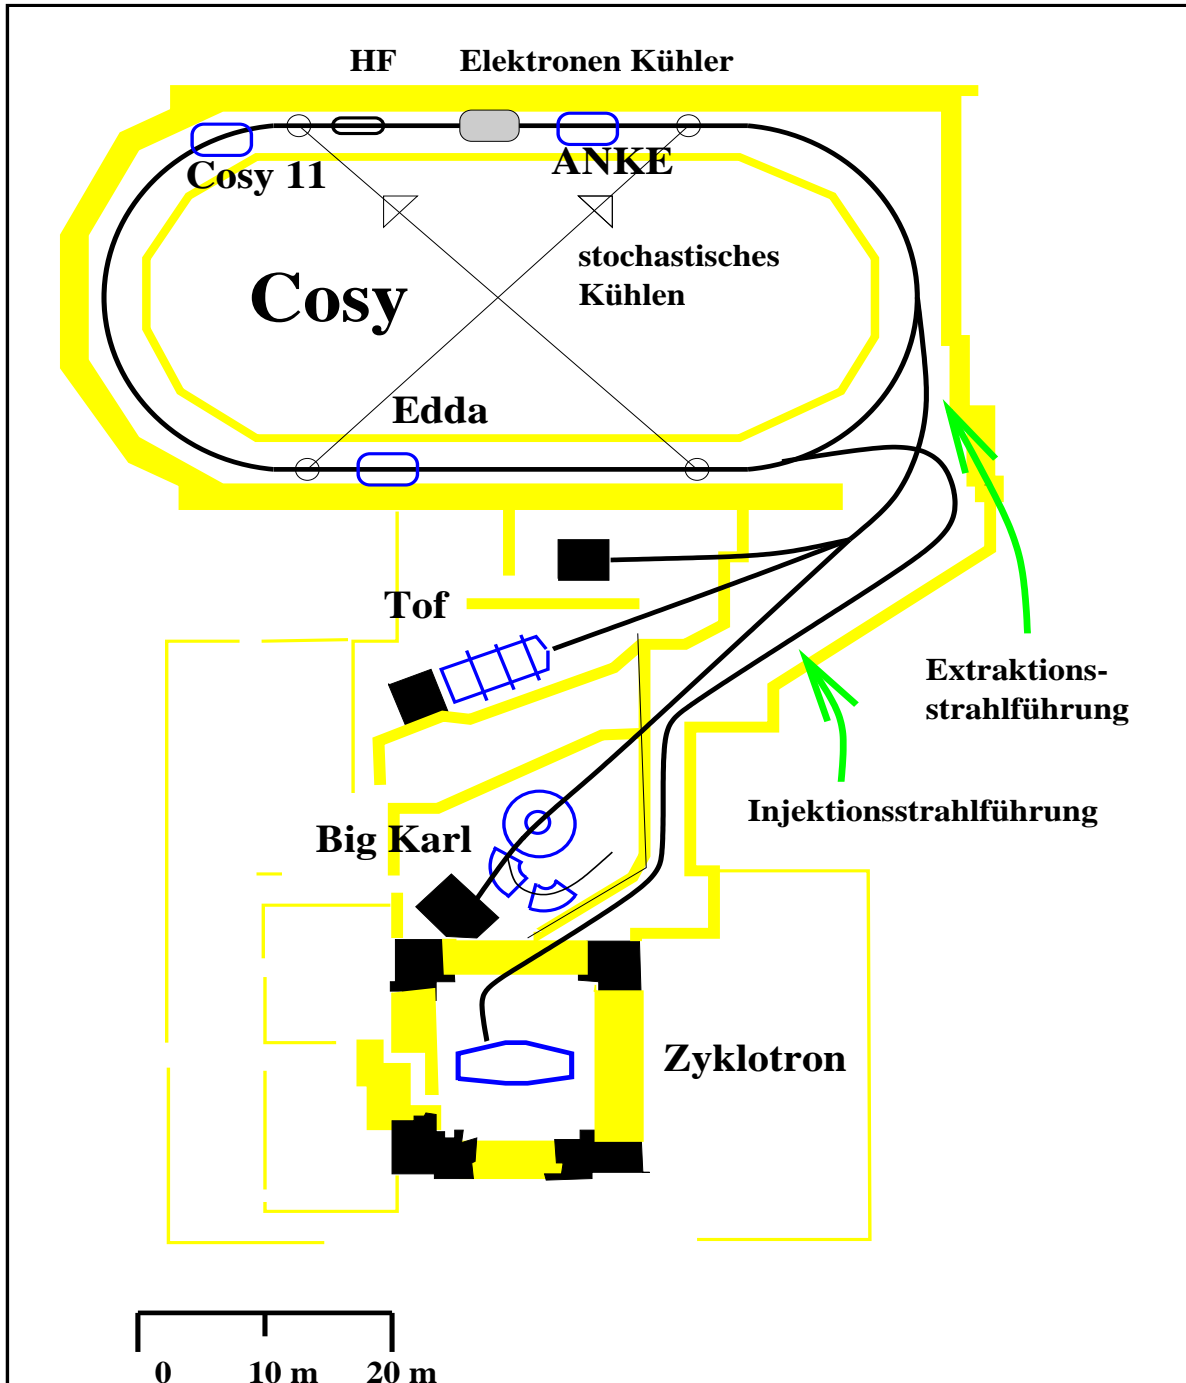 HF Elektronen Kühler
Cosy 11
ANKE
stochastisches
Kühlen
Cosy
Edda
Tof
Extraktions-
strahlführung
Injektionsstrahlführung
Big Karl
Zyklotron
0 10 m 20 m